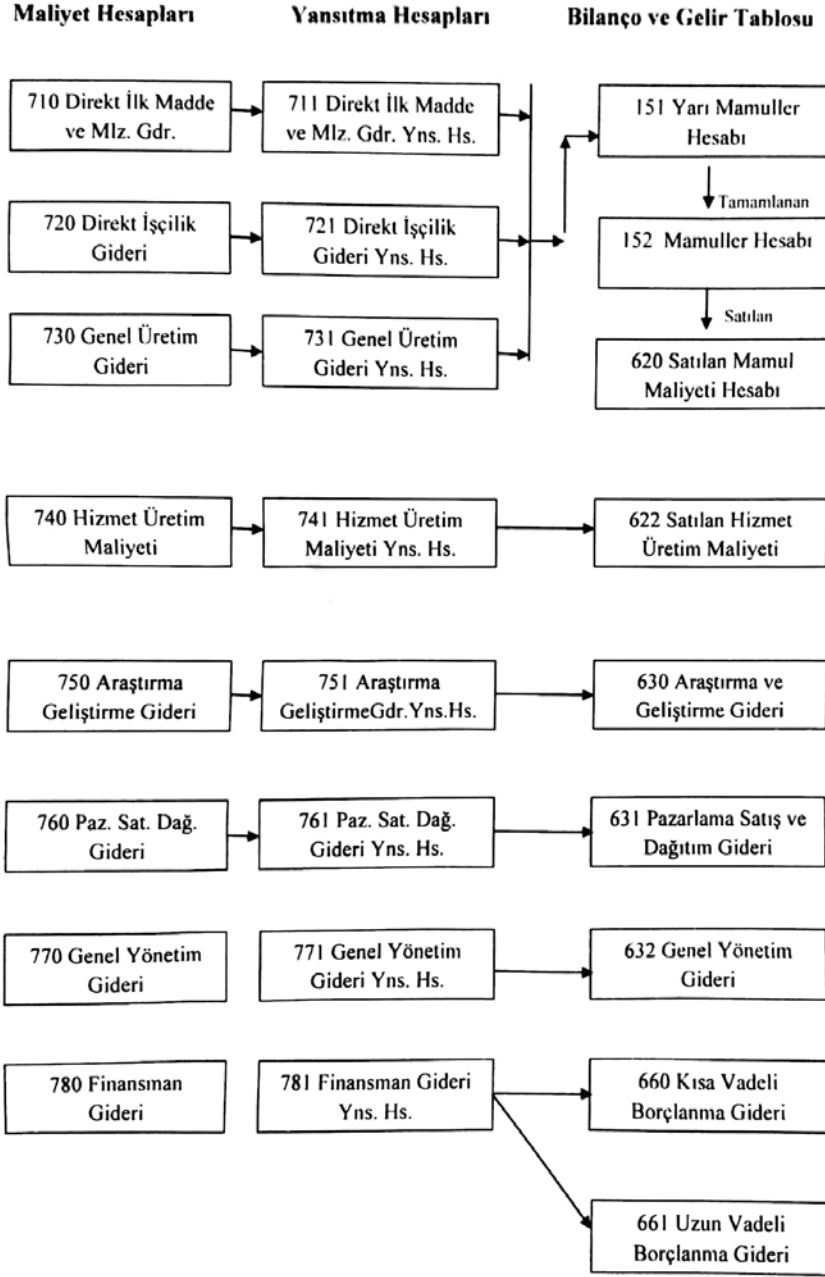 Maliyet Hesapları
Yansıtma Hesapları
Bilanço ve Gelir Tablosu
710 Direkt İlk Madde
ve Mlz. Gdr.
711 Direkt İlk Madde
ve Mlz. Gdr. Yns. Hs.
151 Yarı Mamuller
Hesabı
Tamamlanan
720 Direkt İşçilik
Gideri
721 Direkt İşçilik
Gideri Yns. Hs.
152 Mamuller Hesabı
Satılan
730 Genel Üretim
Gideri
731 Genel Üretim
Gideri Yns. Hs.
620 Satılan Mamul
Maliyeti Hesabı
740 Hizmet Üretim
Maliyeti
741 Hizmet Üretim
Maliyeti Yns. Hs.
622 Satılan Hizmet
Üretim Maliyeti
750 Araştırma
Geliştirme Gideri
751 Araştırma
GeliştirmeGdr.Yns.Hs.
630 Araştırma ve
Geliştirme Gideri
760 Paz. Sat. Dağ.
Gideri
761 Paz. Sat. Dağ.
Gideri Yns. Hs.
631 Pazarlama Satış ve
Dağıtım Gideri
770 Genel Yönetim
Gideri
771 Genel Yönetim
Gideri Yns. Hs.
632 Genel Yönetim
Gideri
780 Finansman
Gideri
781 Finansman Gideri
Yns. Hs.
660 Kısa Vadeli
Borçlanma Gideri
661 Uzun Vadeli
Borçlanma Gideri